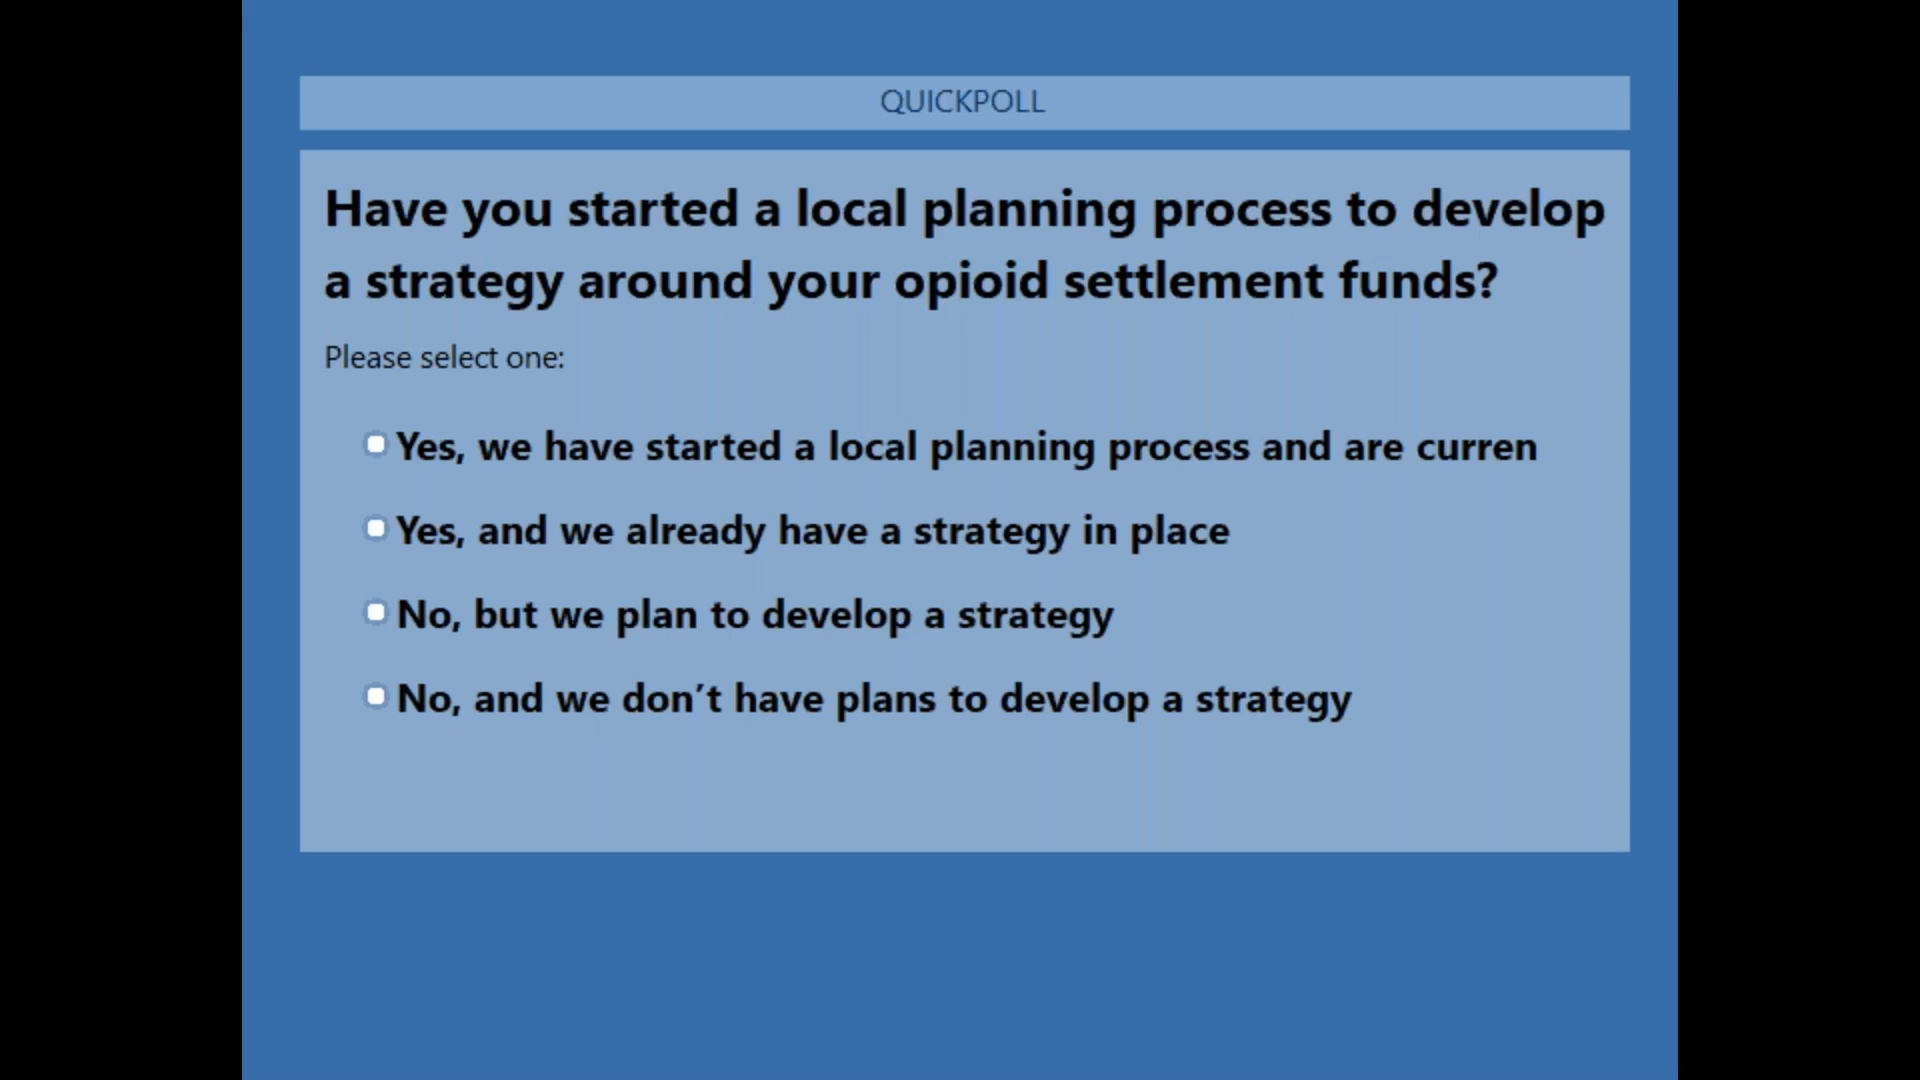 QUICKPOLL
Have you started a local planning process to develop
a strategy around your opioid settlement funds?
Please select one:
Yes, we have started a local planning process and are curren
Yes, and we already have a strategy in place
No, but we plan to develop a strategy
No, and we don’t have plans to develop a strategy